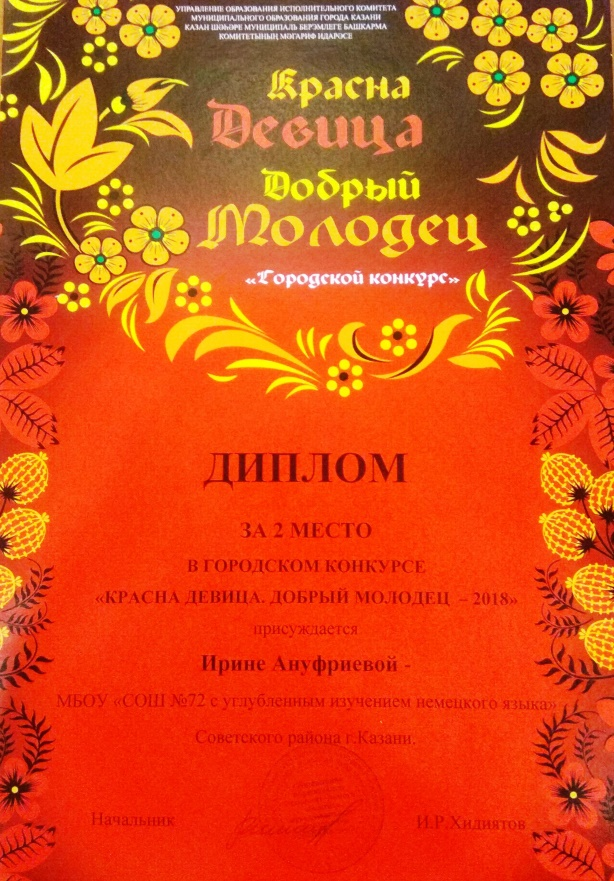 УПРАВЛЕНИЕ ОБРАЗОВАНИЯ ИСПОЛНИТЕЛЬНОГО КОМИТЕТА
МУНИЦИПАЛЬНОГО ОБРАЗОВАНИЯ ГОРОДА КАЗАНИ
КАЗАН ШӘҺӘРЕ МУНИЦИПАЛЬ БЕРӘМЛЕГЕ БАШКАРМА
КОМИТЕТЫНЫҢ МӘГАРИФ ИДАРӘСЕ
Красна
Девица
Добрый
Молодец
«Городской конкурс»
ДИПЛОМ
ЗА 2 МЕСТО
В ГОРОДСКОМ КОНКУРСЕ
«КРАСНА ДЕВИЦА. ДОБРЫЙ МОЛОДЕЦ – 2018»
присуждается
Ирине Ануфриевой -
МБОУ «СОШ №72 с углубленным изучением немецкого языка»
Советского района г.Казани.
Начальник И.Р.Хидиятов